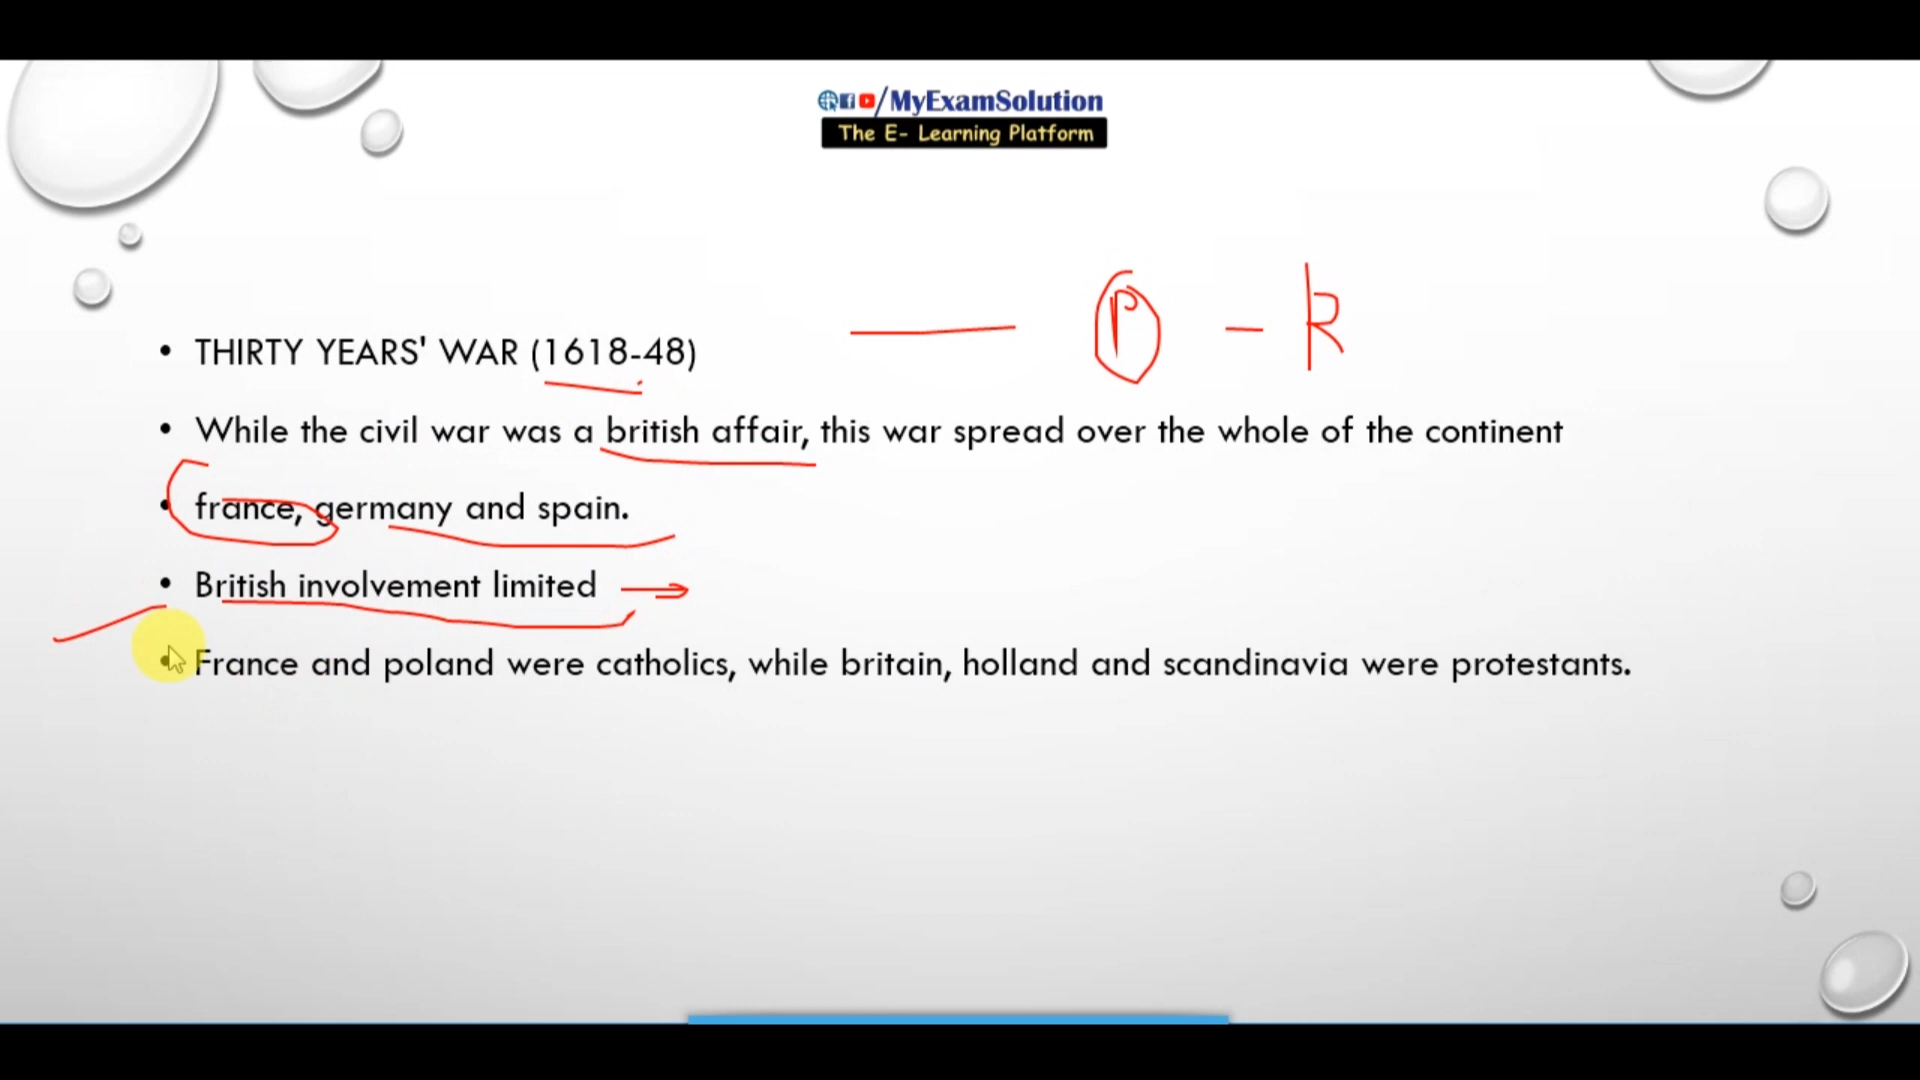 /MyExamSolution
The E- Learning Platform
P - R
• THIRTY YEARS' WAR (1618-48)
• While the civil war was a british affair, this war spread over the whole of the continent
• france, germany and spain.
• British involvement limited →
• France and poland were catholics, while britain, holland and scandinavia were protestants.